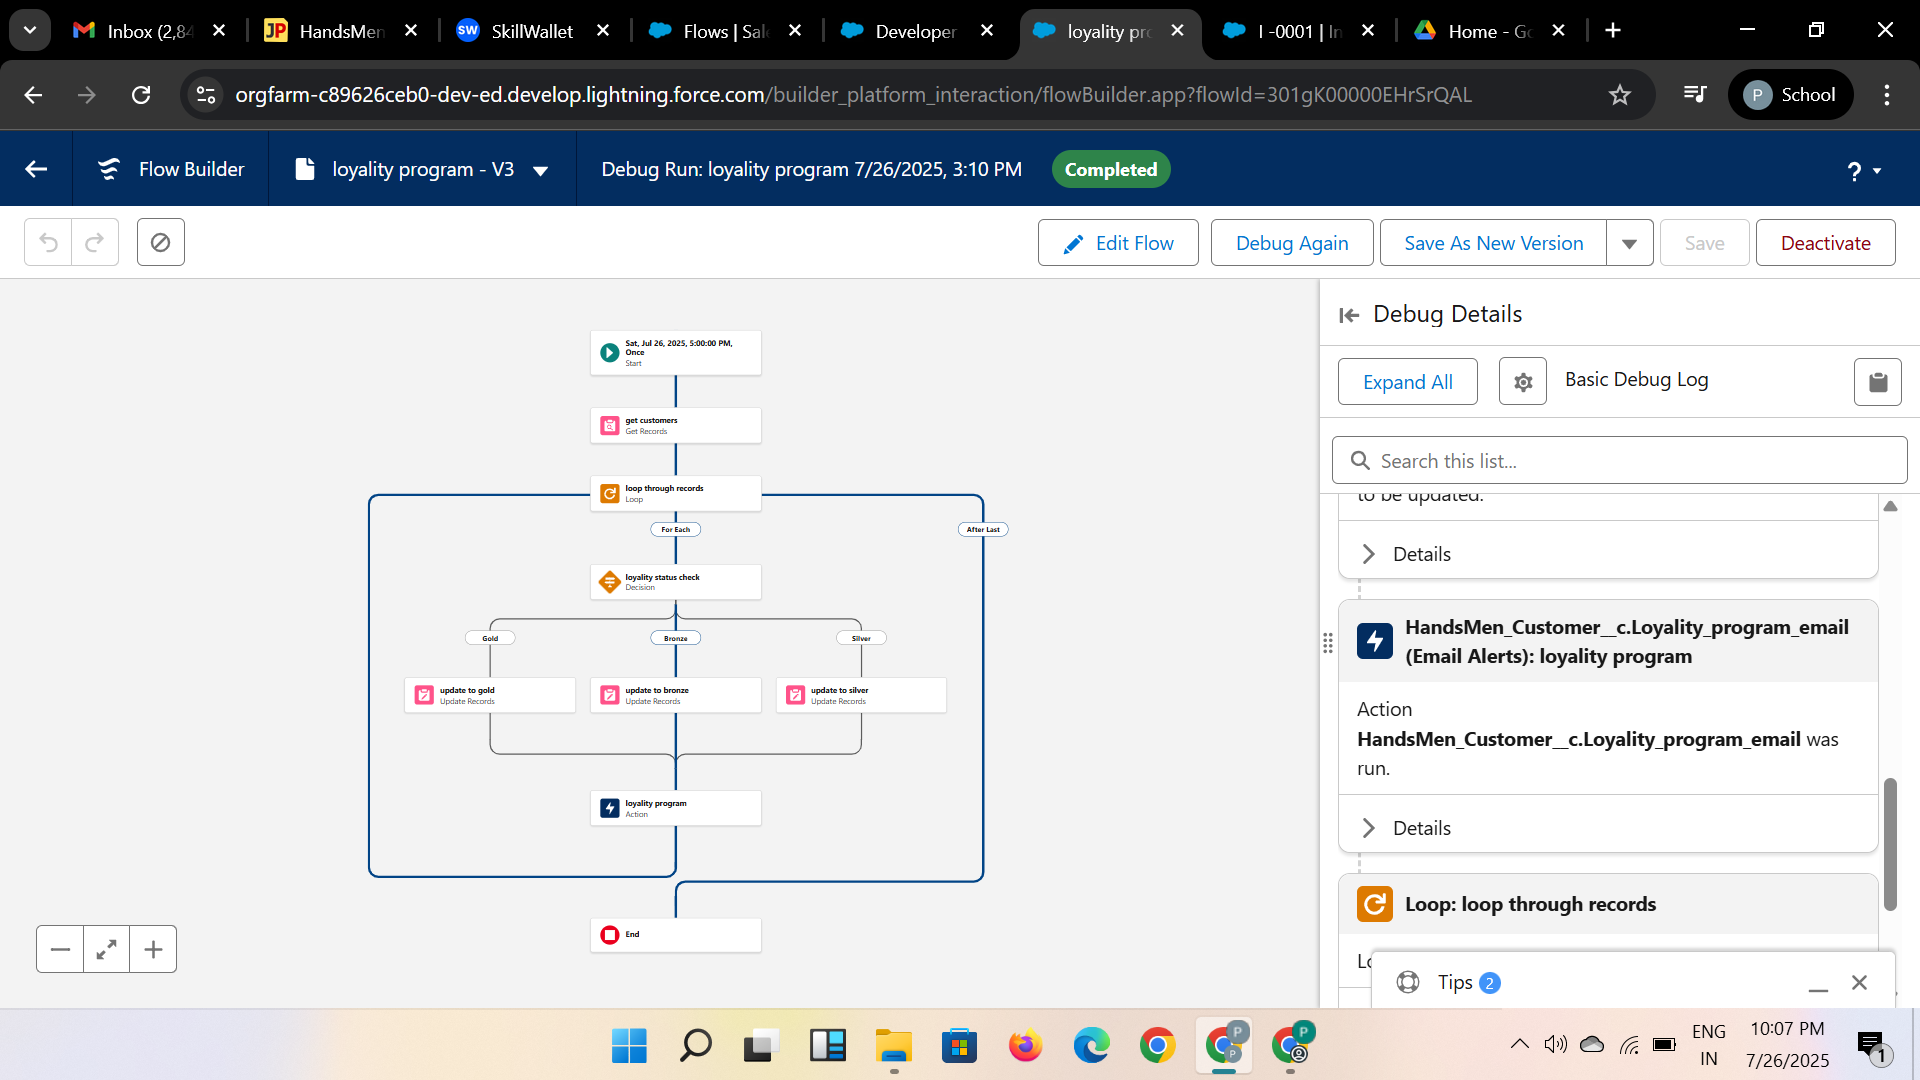 Inbox (2,84
HandsMen
SW
SkillWallet
Flows | Sale
Developer
loyality pro
I -0001 | In
Home - Go
orgfarm-c89626ceb0-dev-ed.develop.lightning.force.com/builder_platform_interaction/flowBuilder.app?flowId=301gK00000EHrSrQAL
P School
Flow Builder
loyality program - V3
Debug Run: loyality program 7/26/2025, 3:10 PM
Completed
?
Edit Flow
Debug Again
Save As New Version
Save
Deactivate
Sat, Jul 26, 2025, 5:00:00 PM,
Once
Start
get customers
Get Records
loop through records
Loop
For Each
After Last
loyality status check
Decision
Gold
Bronze
Silver
update to gold
Update Records
update to bronze
Update Records
update to silver
Update Records
loyality program
Action
End
Debug Details
Expand All
Basic Debug Log
Search this list...
to be updated.
Details
HandsMen_Customer__c.Loyality_program_email
(Email Alerts): loyality program
Action
HandsMen_Customer__c.Loyality_program_email was
run.
Details
Loop: loop through records
Tips 2
ENG
IN
10:07 PM
7/26/2025
1